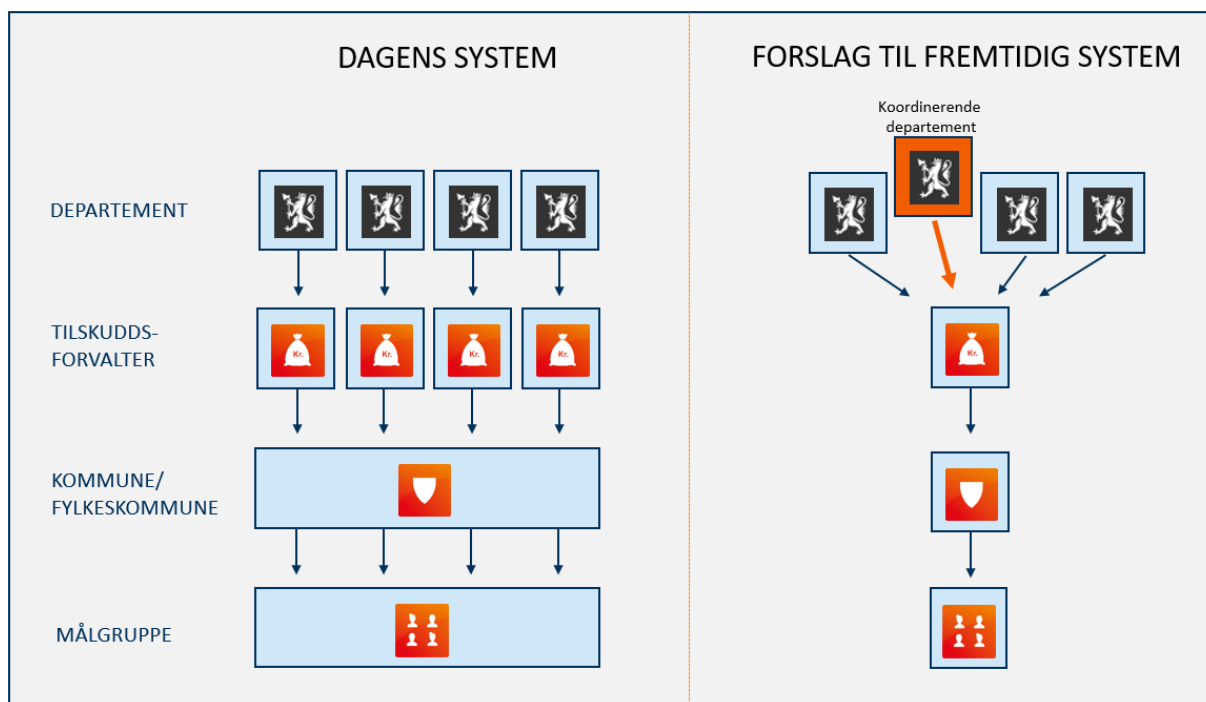 DAGENS SYSTEM
FORSLAG TIL FREMTIDIG SYSTEM
Koordinerende
departement
DEPARTEMENT
TILSKUDDS-
FORVALTER
Kr.
Kr.
Kr.
Kr.
Kr.
KOMMUNE/
FYLKESKOMMUNE
MÅLGRUPPE